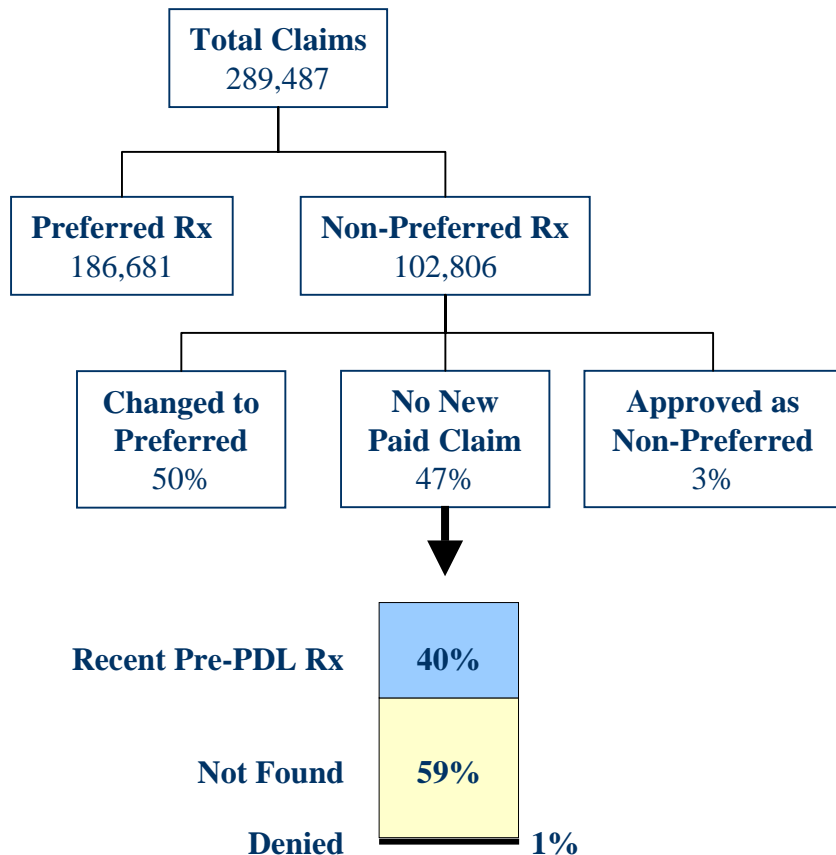 Total Claims
289,487
Preferred Rx
186,681
Non-Preferred Rx
102,806
Changed to
Preferred
50%
No New
Paid Claim
47%
Approved as
Non-Preferred
3%
Recent Pre-PDL Rx
40%
Not Found
59%
Denied
1%